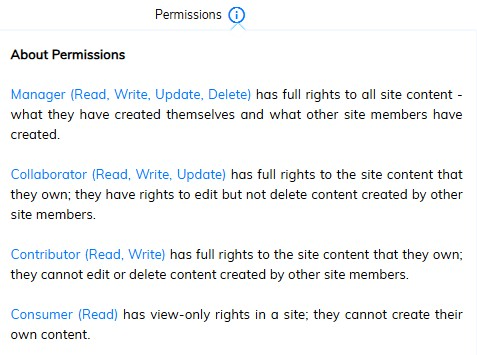 Permissions
About Permissions
Manager (Read, Write, Update, Delete) has full rights to all site content -
what they have created themselves and what other site members have
created.
Collaborator (Read, Write, Update) has full rights to the site content that
they own; they have rights to edit but not delete content created by other
site members.
Contributor (Read, Write) has full rights to the site content that they own;
they cannot edit or delete content created by other site members.
Consumer (Read) has view-only rights in a site; they cannot create their
own content.